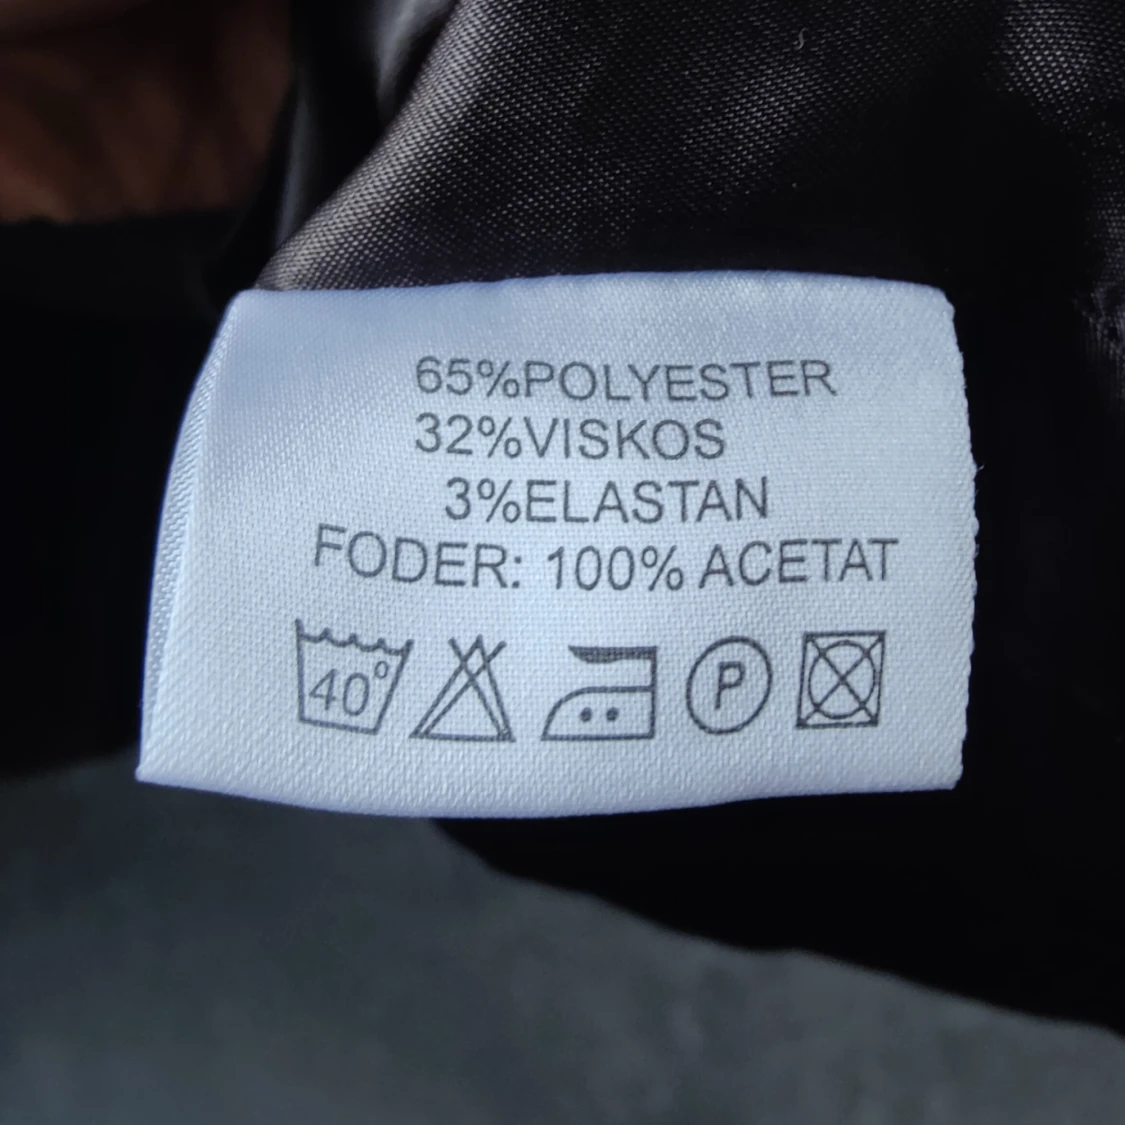 65%POLYESTER
32%VISKOS
3%ELASTAN
FODER: 100% ACETAT
40° P